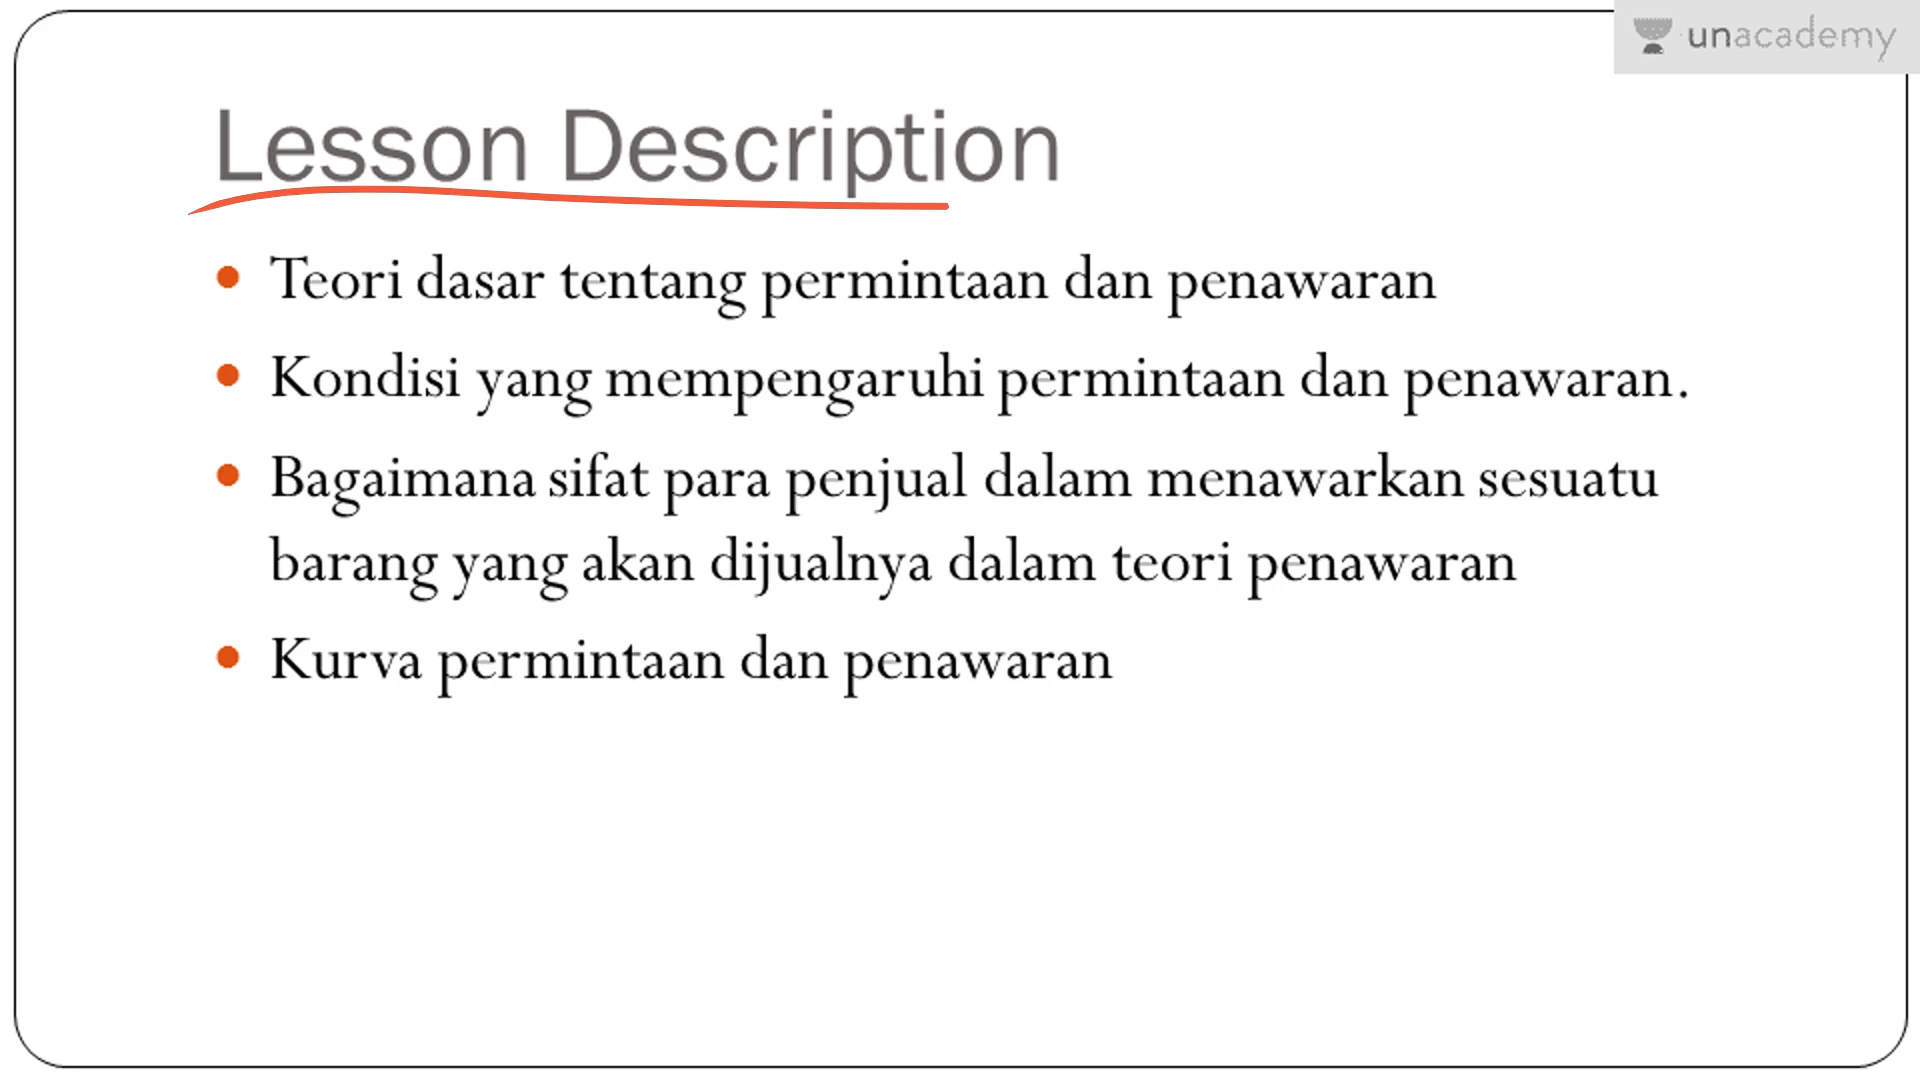 unacademy
Lesson Description
Teori dasar tentang permintaan dan penawaran
Kondisi yang mempengaruhi permintaan dan penawaran.
Bagaimana sifat para penjual dalam menawarkan sesuatu
barang yang akan dijualnya dalam teori penawaran
Kurva permintaan dan penawaran